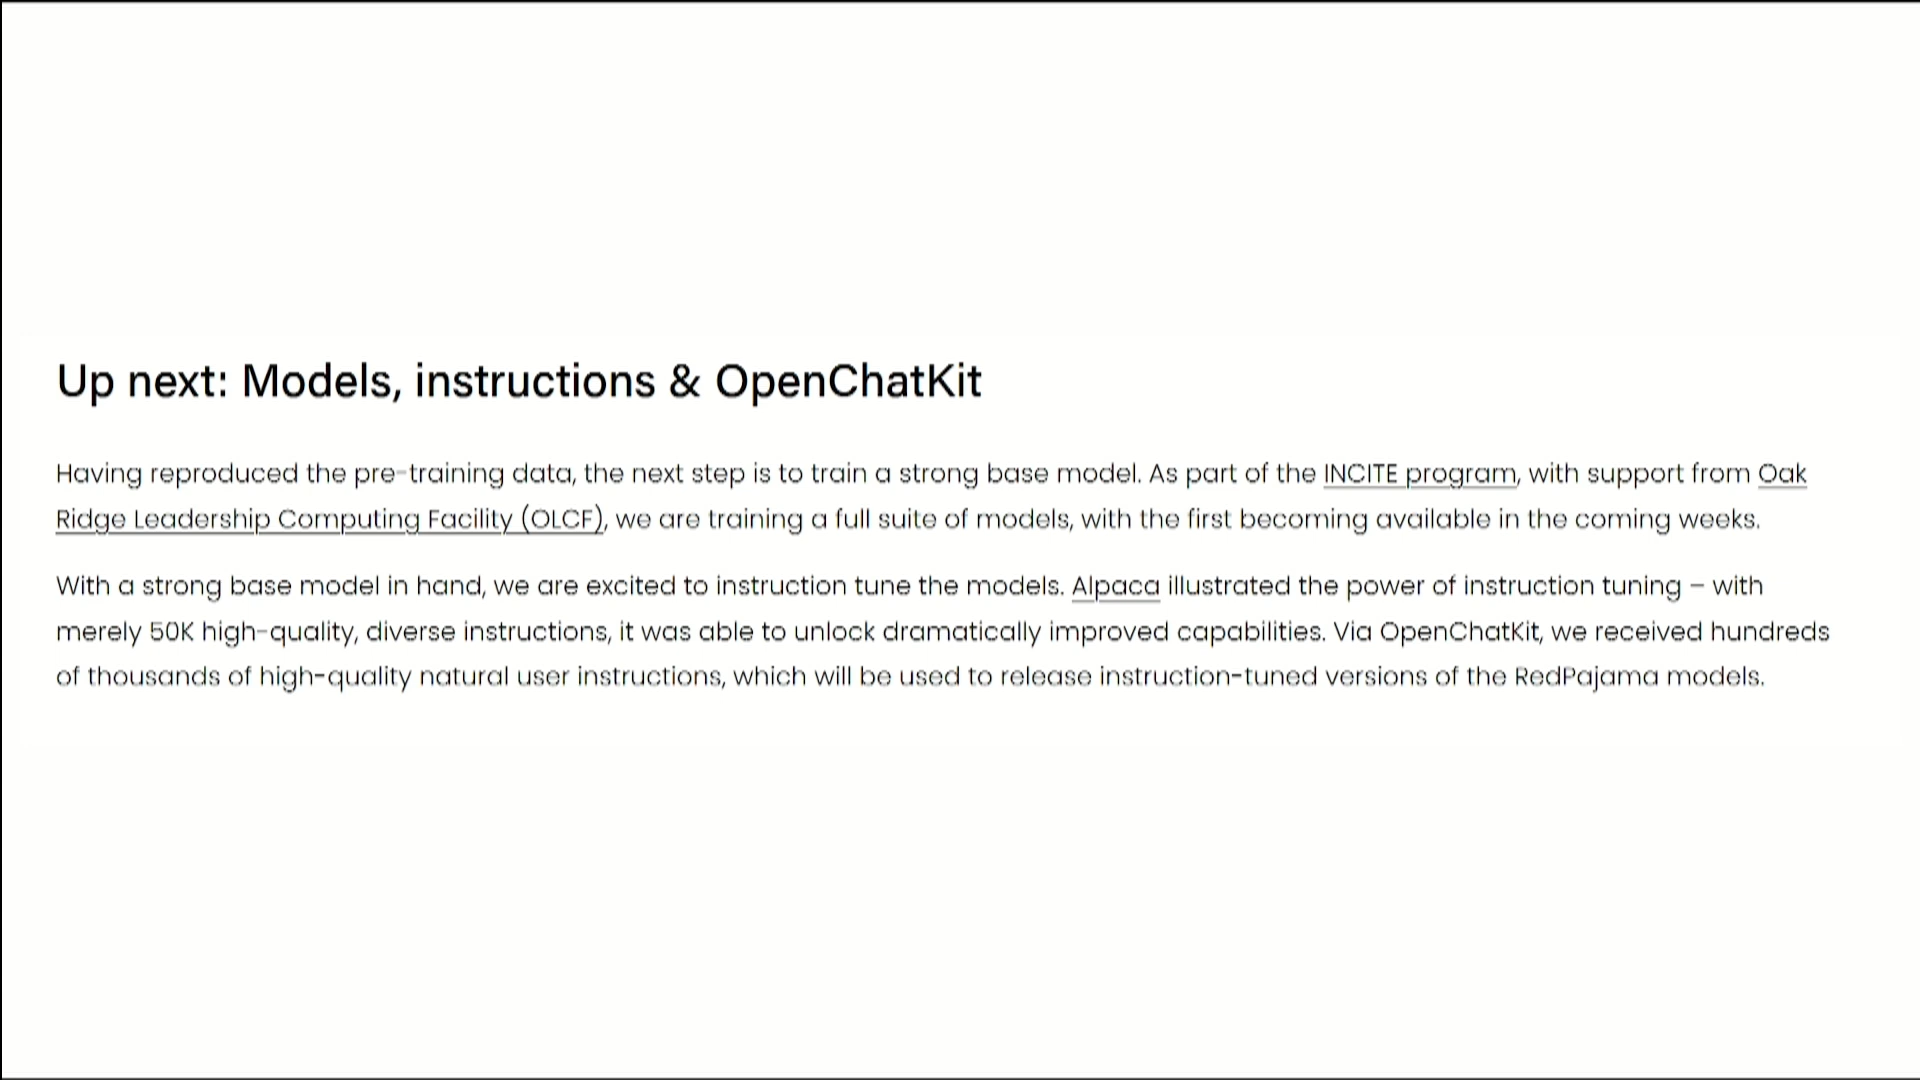 Up next: Models, instructions & OpenChatKit
Having reproduced the pre-training data, the next step is to train a strong base model. As part of the INCITE program, with support from Oak
Ridge Leadership Computing Facility (OLCF), we are training a full suite of models, with the first becoming available in the coming weeks.
With a strong base model in hand, we are excited to instruction tune the models. Alpaca illustrated the power of instruction tuning – with
merely 50K high-quality, diverse instructions, it was able to unlock dramatically improved capabilities. Via OpenChatKit, we received hundreds
of thousands of high-quality natural user instructions, which will be used to release instruction-tuned versions of the RedPajama models.